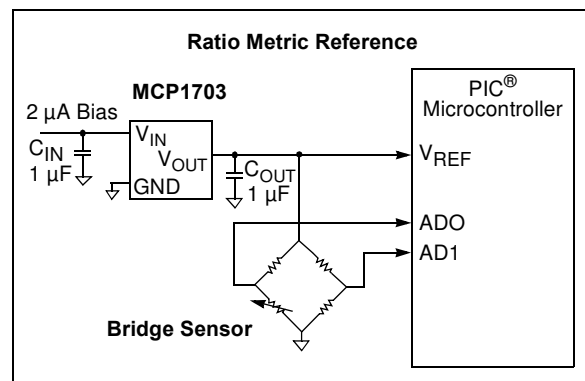 Ratio Metric Reference
PIC®
Microcontroller
MCP1703
2 µA Bias
CIN
1 µF
VIN
VOUT
GND
COUT
1 µF
VREF
ADO
AD1
Bridge Sensor